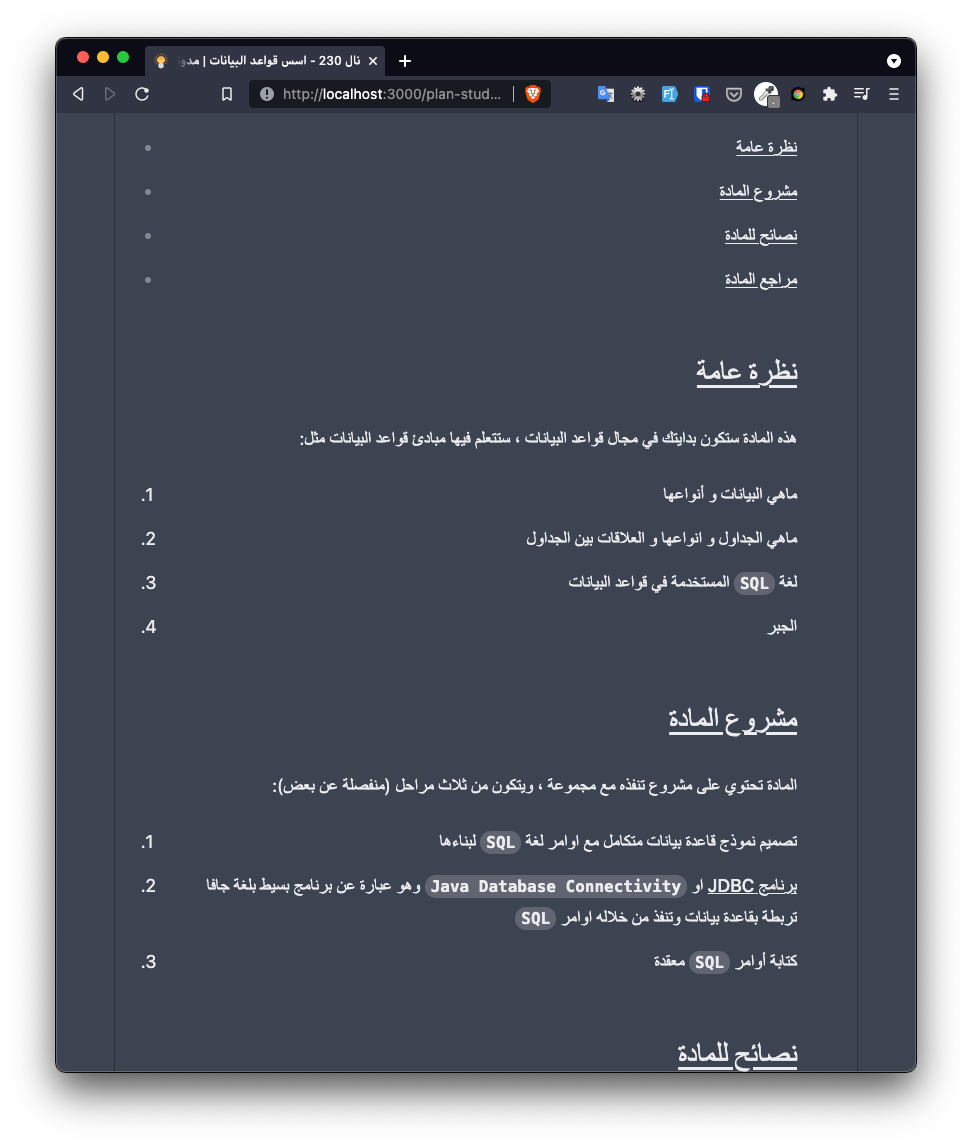 نال 230 - اسس قواعد البيانات | مدو
http://localhost:3000/plan-stud...
نظرة عامة
مشروع المادة
نصائح للمادة
مراجع المادة
نظرة عامة
هذه المادة ستكون بدايتك في مجال قواعد البيانات ، ستتعلم فيها مبادئ قواعد البيانات مثل:
1. ماهي البيانات و أنواعها
2. ماهي الجداول و انواعها و العلاقات بين الجداول
3. لغة SQL المستخدمة في قواعد البيانات
4. الجبر
مشروع المادة
المادة تحتوي على مشروع تنفذه مع مجموعة ، ويتكون من ثلاث مراحل (منفصلة عن بعض):
1. تصميم نموذج قاعدة بيانات متكامل مع اوامر لغة SQL لبناءها
2. برنامج JDBC او Java Database Connectivity وهو عبارة عن برنامج بسيط بلغة جافا
تربطة بقاعدة بيانات وتنفذ من خلاله اوامر SQL
3. كتابة أوامر SQL معقدة
نصائح للمادة